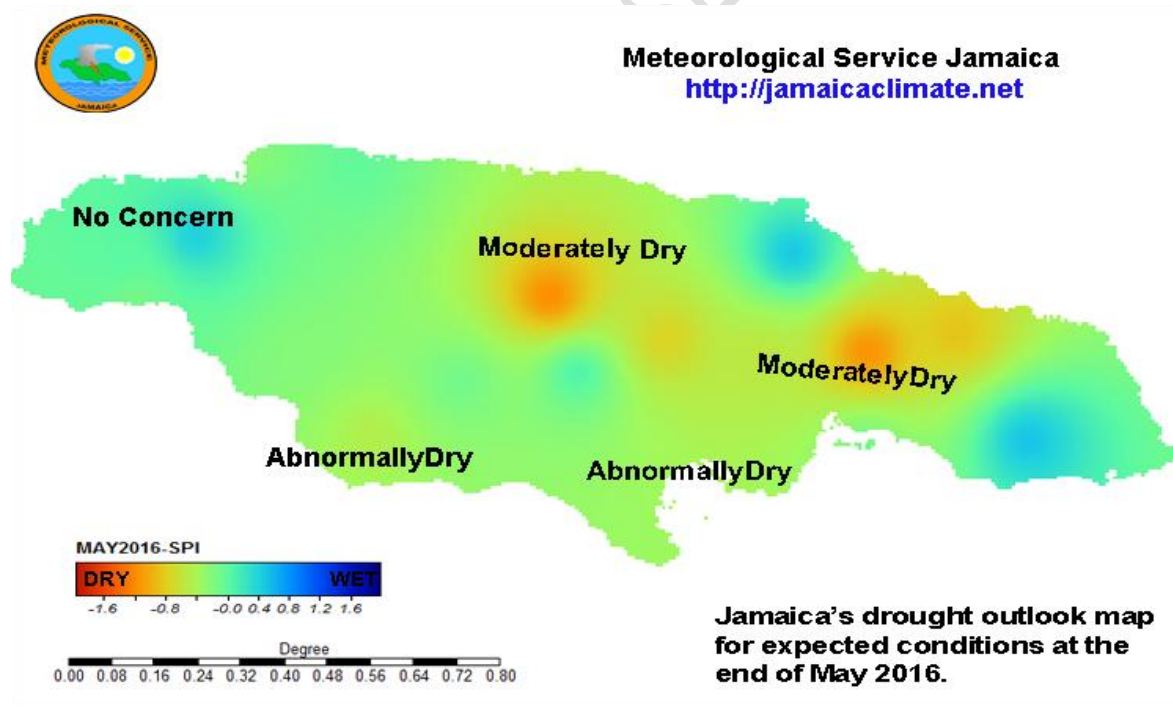 METEOROLOGICAL SERVICE
JAMAICA
Meteorological Service Jamaica
http://jamaicaclimate.net
No Concern
Moderately Dry
ModeratelyDry
AbnormallyDry
AbnormallyDry
MAY2016-SPI
DRY WET
-1.6 -0.8 -0.0 0.4 0.8 1.2 1.6
Degree
0.00 0.08 0.16 0.24 0.32 0.40 0.48 0.56 0.64 0.72 0.80
Jamaica's drought outlook map
for expected conditions at the
end of May 2016.